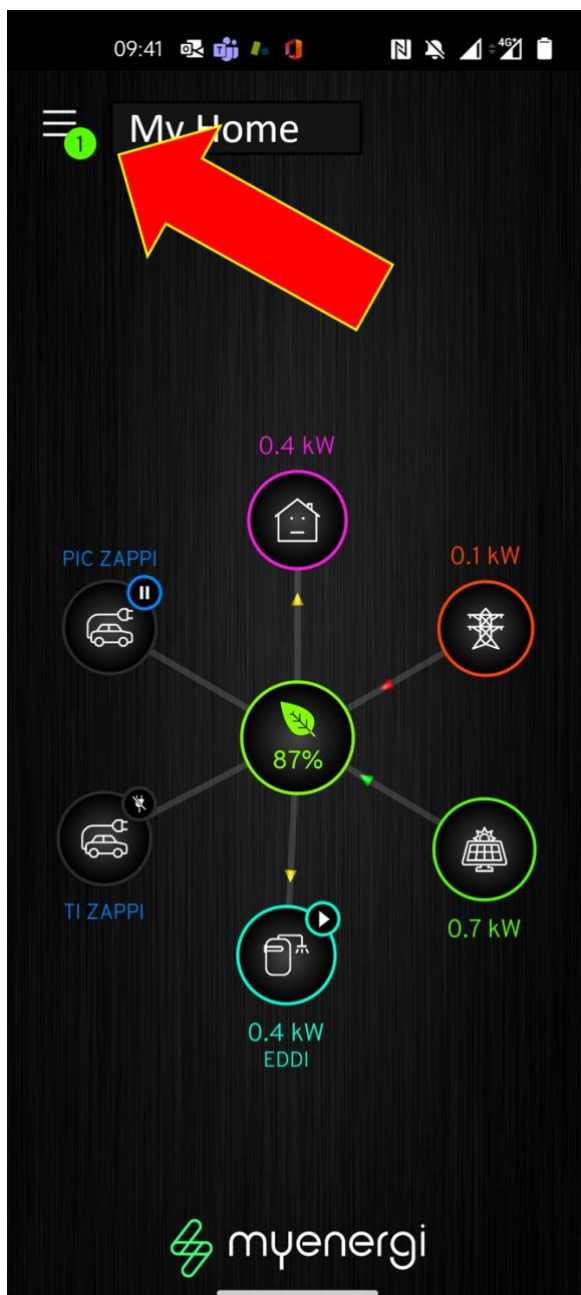 09:41
4G+
My Home
1
0.4 kW
PIC ZAPPI
0.1 kW
87%
TI ZAPPI
0.7 kW
0.4 kW
EDDI
myenergi